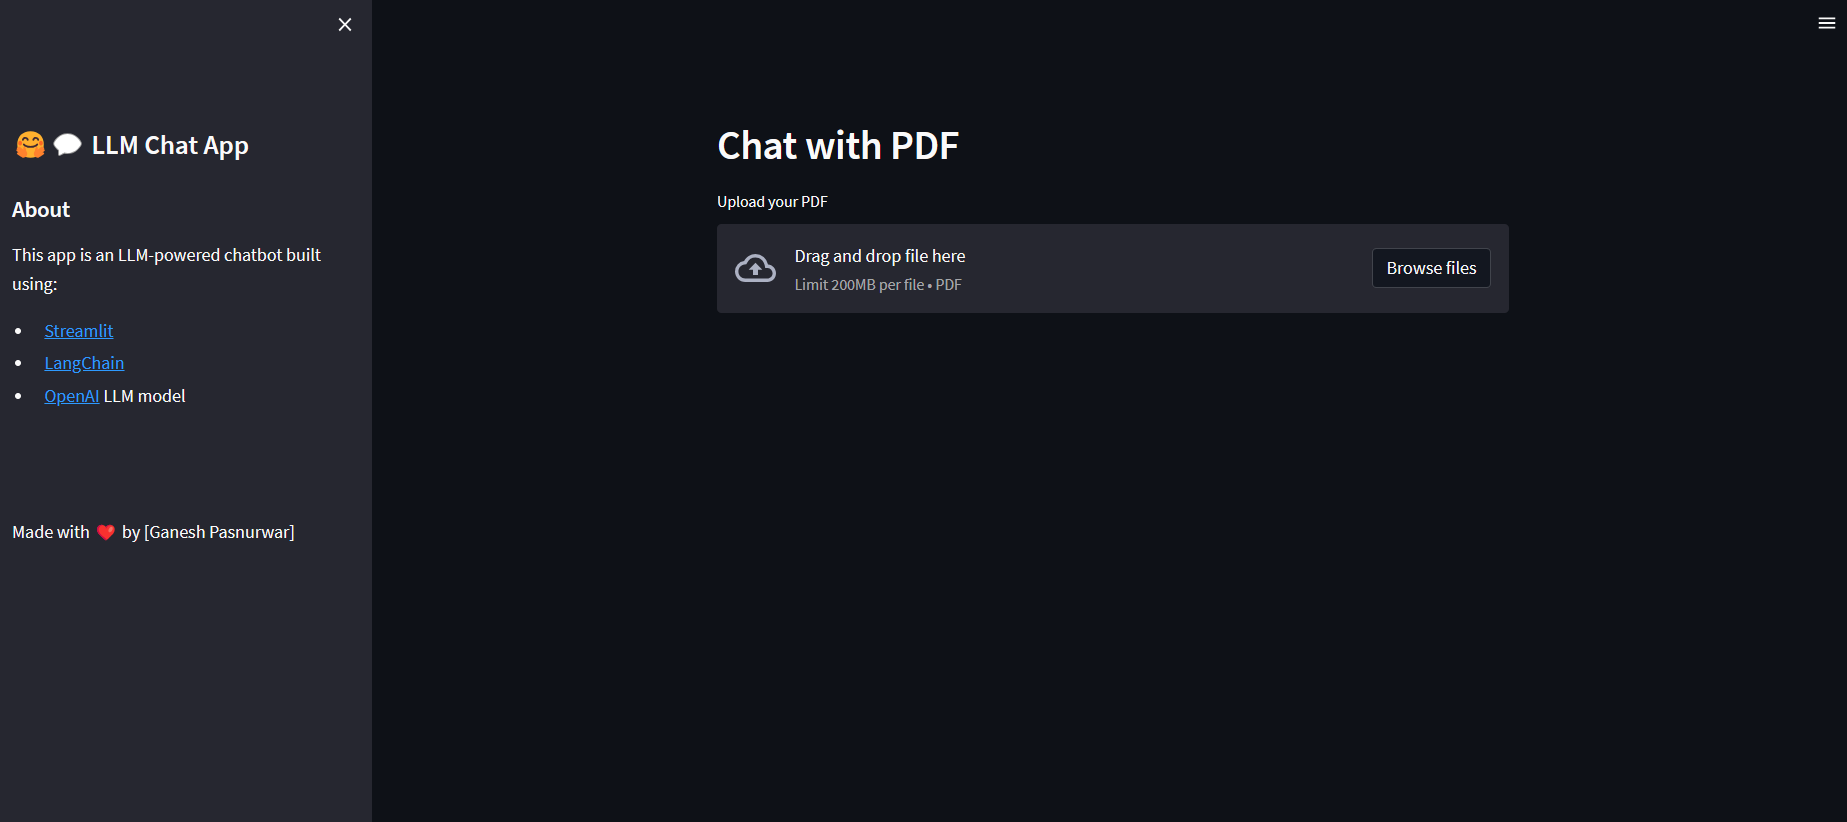 🤗💬 LLM Chat App
About
This app is an LLM-powered chatbot built
using:
• Streamlit
• LangChain
• OpenAI LLM model
Made with ❤️ by [Ganesh Pasnurwar]
Chat with PDF
Upload your PDF
Drag and drop file here
Limit 200MB per file • PDF
Browse files